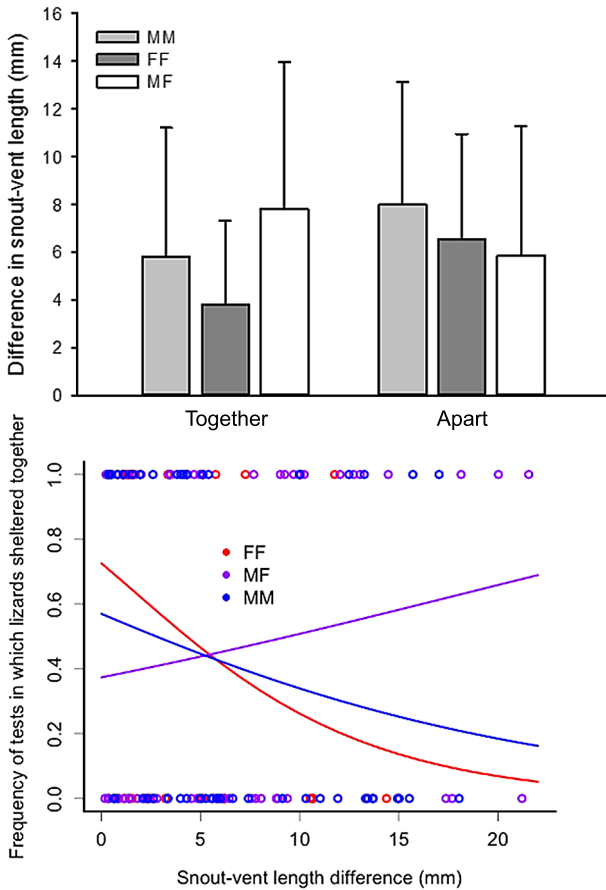 Difference in snout-vent length (mm)
16
14
12
10
8
6
4
2
0
MM
FF
MF
Together
Apart
Frequency of tests in which lizards sheltered together
1.0
0.8
0.6
0.4
0.2
0.0
FF
MF
MM
0 5 10 15 20
Snout-vent length difference (mm)